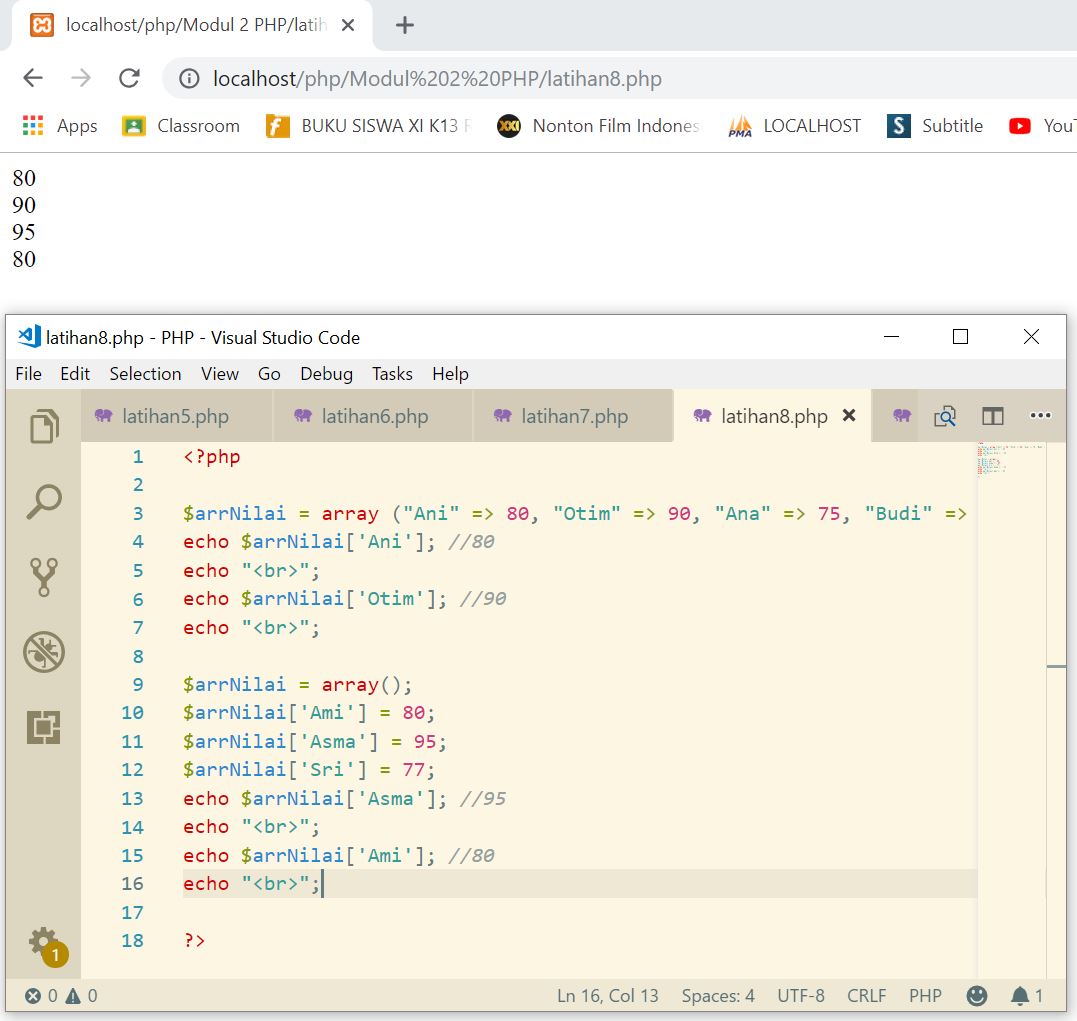 localhost/php/Modul 2 PHP/latih
localhost/php/Modul%202%20PHP/latihan8.php
Apps Classroom BUKU SISWA XI K13 Nonton Film Indones PMA LOCALHOST S Subtitle YouT
80
90
95
80
latihan8.php - PHP - Visual Studio Code
File Edit Selection View Go Debug Tasks Help
latihan5.php latihan6.php latihan7.php latihan8.php
1 <?php
2
3 $arrNilai = array ("Ani" => 80, "Otim" => 90, "Ana" => 75, "Budi" =>
4 echo $arrNilai['Ani']; //80
5 echo "<br>";
6 echo $arrNilai['Otim']; //90
7 echo "<br>";
8
9 $arrNilai = array();
10 $arrNilai['Ami'] = 80;
11 $arrNilai['Asma'] = 95;
12 $arrNilai['Sri'] = 77;
13 echo $arrNilai['Asma']; //95
14 echo "<br>";
15 echo $arrNilai['Ami']; //80
16 echo "<br>";
17
18 ?>
1
0 0 Ln 16, Col 13 Spaces: 4 UTF-8 CRLF PHP 1